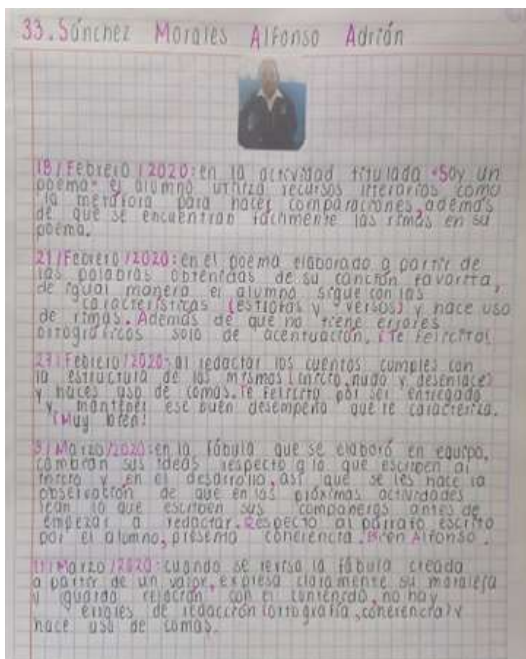 33. Sánchez Morales Alfonso Adrián
18/Febrero/2020: en la actividad titulada "Soy un
poema" el alumno utiliza recursos literarios como
la metáfora para hacer comparaciones, además
de que se encuentran fácilmente las rimas en su
poema.
21/Febrero/2020: en el poema elaborado a partir de
las palabras obtenidas de su canción favorita,
de igual manera el alumno sigue con las
características (estrofas y versos) y hace uso
de rimas. Además de que no tiene errores
ortográficos solo de acentuación. ¡Te felicito!
23/Febrero/2020: al redactar los cuentos cumples con
la estructura de los mismos (inicio, nudo y desenlace)
y haces uso de comas. Te felicito por ser entregado
y mantener ese buen desempeño que te caracteriza.
¡Muy bien!
3/Marzo/2020: en la fábula que se elaboró en equipo,
cambian sus ideas respecto a lo que escriben al
inicio y en el desarrollo, así que se les hace la
observación de que en las próximas actividades
lean lo que escriben sus compañeros antes de
empezar a redactar. Respecto al párrafo escrito
por el alumno, presenta coherencia. Bien Alfonso.
11/Marzo/2020: cuando se revisa la fábula creada
a partir de un valor, expresa claramente su moraleja
y guarda relación con el contenido, no hay
errores de redacción (ortografía, coherencia) y
hace uso de comas.